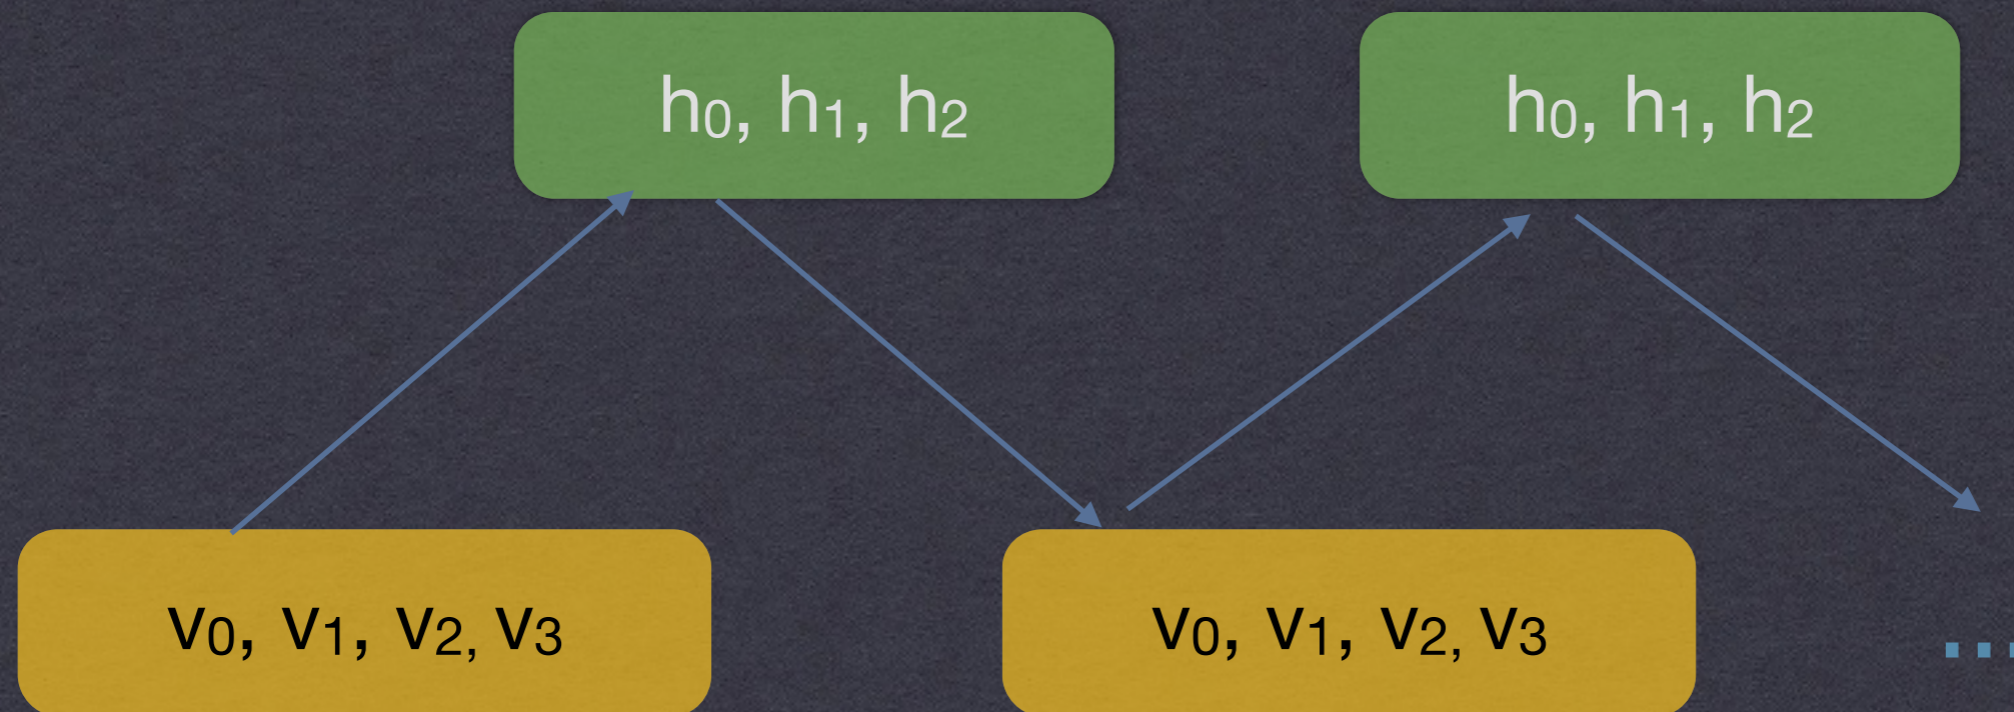 h0, h1, h2
h0, h1, h2
v0, v1, v2, v3
v0, v1, v2, v3